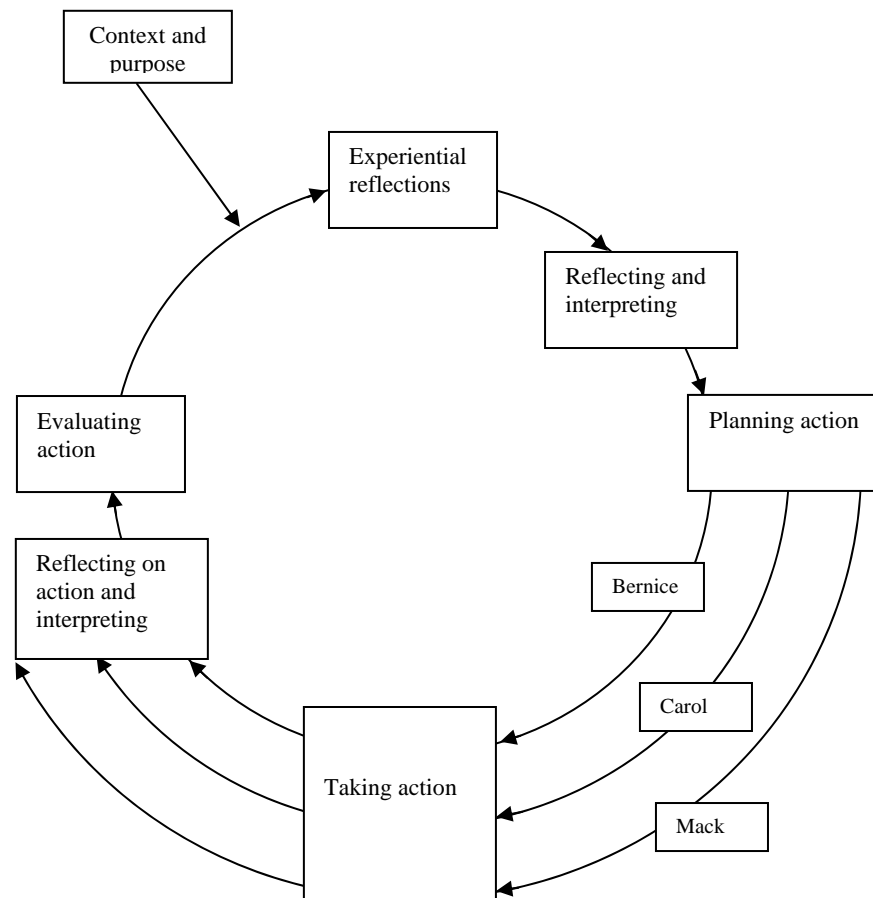 Context and
purpose
Experiential
reflections
Reflecting and
interpreting
Planning action
Evaluating
action
Reflecting on
action and
interpreting
Bernice
Carol
Mack
Taking action